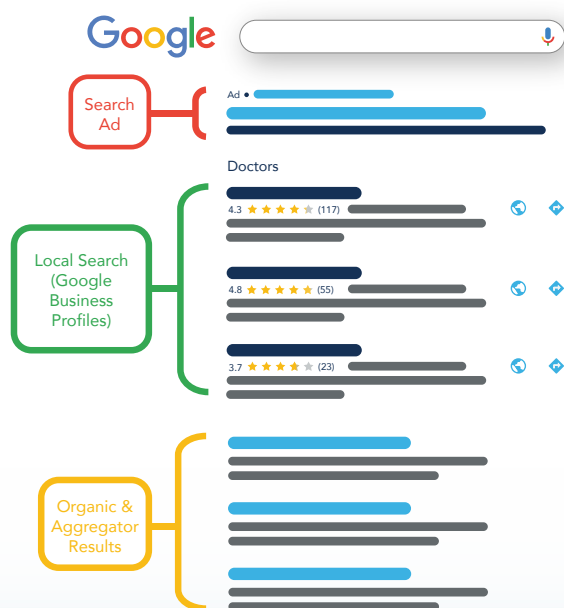 Google
Search
Ad
Ad •
Doctors
4.3 (117)
Local Search
(Google
Business
Profiles)
4.8 (55)
3.7 (23)
Organic &
Aggregator
Results